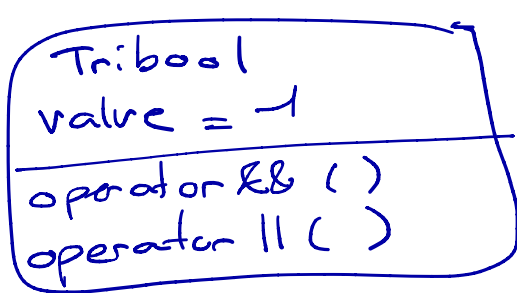 Tribool
value = -1
operator && ( )
operator || ( )